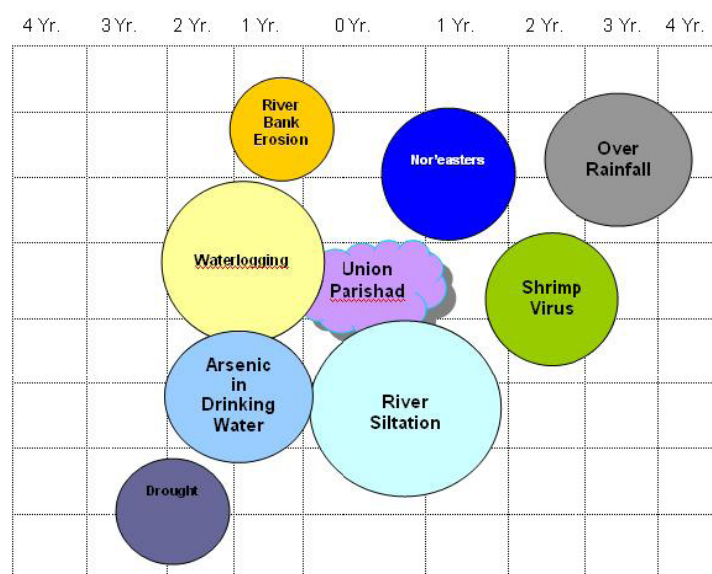 4 Yr. 3 Yr. 2 Yr. 1 Yr. 0 Yr. 1 Yr. 2 Yr. 3 Yr. 4 Yr.
River
Bank
Erosion
Nor'easters
Over
Rainfall
Waterlogging
Union
Parishad
Shrimp
Virus
Arsenic
in
Drinking
Water
River
Siltation
Drought